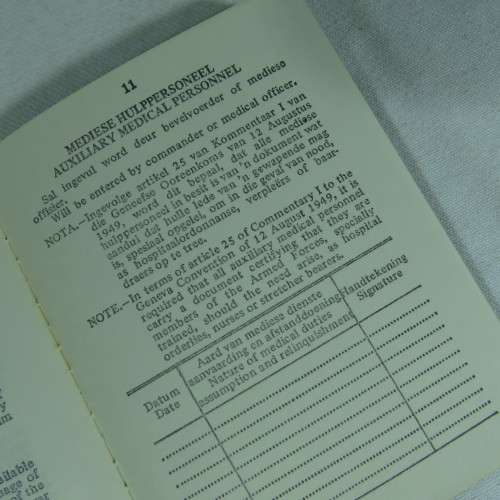 11
MEDIESE HULPPERSONEEL
AUXILIARY MEDICAL PERSONNEL
Sal ingevul word deur bevelvoerder of mediese
offisier.
Will be entered by commander or medical officer.
NOTA.—Ingevolge artikel 25 van Kommentaar I van
die Geneefse Ooreenkoms van 12 Augustus
1949, word dit bepaal, dat alle mediese
hulppersoneel in besit is van 'n dokument wat
sandui dat hulle lede van 'n gewapende mag
is, spesiaal opgelei, om in die geval van nood,
as hospitaalordonnanse, verpleërs of baar-
draers op te tree.
NOTE.—In terms of article 25 of Commentary I to the
Geneva Convention of 12 August 1949, it is
required that all auxiliary medical personnel
carry a document certifying that they are
members of the Armed Forces, specially
trained, should the need arise, as hospital
orderlies, nurses or stretcher bearers.
Datum
Date
Aard van mediese dienste
aanvaarding en afstanddoening
Nature of medical duties
assumption and relinquishment
Handtekening
Signature
ailable
page of
of the